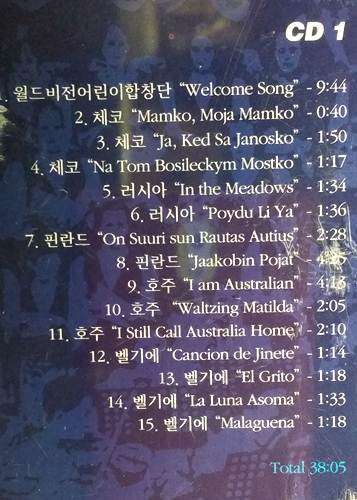 CD 1
1. 월드비전어린이합창단 “Welcome Song” - 9:44
2. 체코 “Mamko, Moja Mamko” - 0:40
3. 체코 “Ja, Ked Sa Janosko” - 1:50
4. 체코 “Na Tom Bosileckym Mostko” - 1:17
5. 러시아 “In the Meadows” - 1:34
6. 러시아 “Poydu Li Ya” - 1:36
7. 핀란드 “On Suuri sun Rautas Autius” - 2:28
8. 핀란드 “Jaakobin Pojat -
9. 호주 “I am Australian” - 4:13
10. 호주 “Waltzing Matilda” - 2:05
11. 호주 “I Still Call Australia Home” - 2:10
12. 벨기에 “Cancion de Jinete” - 1:14
13. 벨기에 “El Grito” - 1:18
14. 벨기에 “La Luna Asoma” - 1:33
15. 벨기에 “Malaguena” - 1:18
Total 38:05